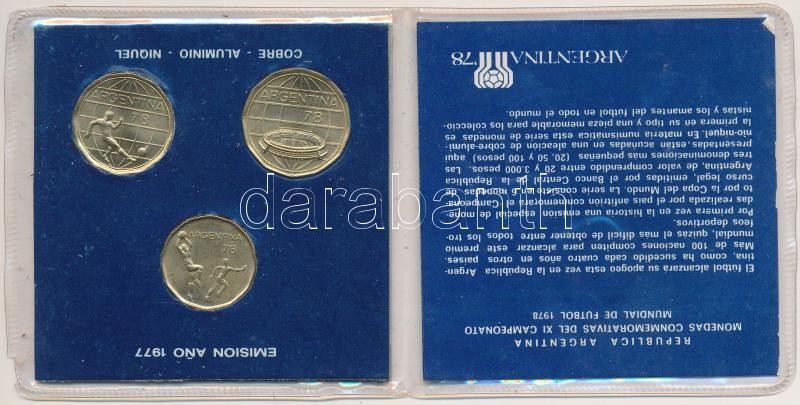 REPUBLICA ARGENTINA
MONEDAS CONMEMORATIVAS DEL XI CAMPEONATO
MUNDIAL DE FUTBOL 1978
El futbol alcanzará su apogeo esta vez en la República Argen-
tina, como ha sucedido cada cuatro años en otros países.
Más de 100 naciones compiten para alcanzar este premio
mundial, quizás el mas difícil de obtener entre todos los tro-
feos deportivos.
Por primera vez en la historia una emisión especial de mone-
das realizada por el país anfitrión conmemorará el Campeona-
to por la Copa del Mundo. La serie consiste en 6 monedas, de
curso legal, emitidas por el Banco Central de la República
Argentina, de valor comprendido entre 20 y 3.000 pesos. Las
tres denominaciones mas pequeñas (20, 50 y 100 pesos) aquí
presentadas, están acuñadas en una aleación de cobre-alumi-
nio-niquel. En materia numismática esta serie de monedas es
la primera en su tipo y una pieza memorable para los coleccio
nistas y los amantes del futbol en todo el mundo.
ARGENTINA
'78
EMISION AÑO 1977
ARGENTINA
78
ARGENTINA
78
ARGENTINA
78
COBRE - ALUMINIO - NIQUEL
darabanth